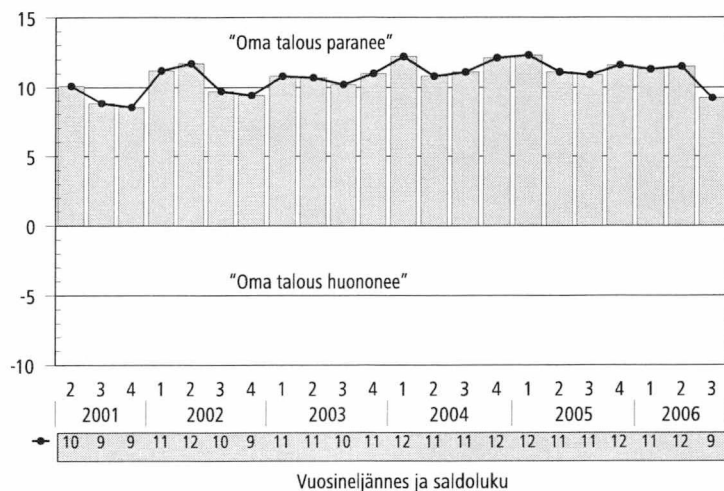 15
"Oma talous paranee"
10
5
0
"Oma talous huononee"
-5
-10
2 3 4 1 2 3 4 1 2 3 4 1 2 3 4 1 2 3 4 1 2 3
2001 2002 2003 2004 2005 2006
10 9 9 11 12 10 9 11 11 10 11 12 11 11 12 12 11 11 12 11 12 9
Vuosineljännes ja saldoluku